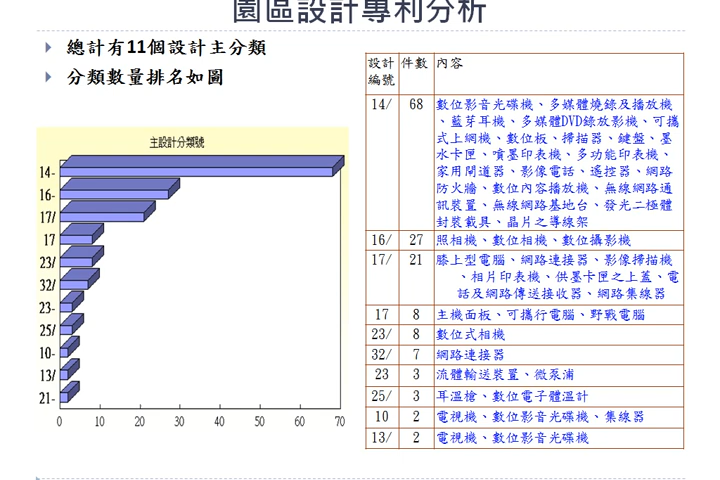 園區設計專利分析
總計有11個設計主分類
分類數量排名如圖
主設計分類號
14-
16-
17/
17
23/
32/
23-
25/
10-
13/
21-
0 10 20 30 40 50 60 70
設計編號 件數 內容
14/ 68 數位影音光碟機、多媒體燒錄及播放機
、藍芽耳機、多媒體DVD錄放影機、可攜
式上網機、數位板、掃描器、鍵盤、墨
水卡匣、噴墨印表機、多功能印表機、
家用閘道器、影像電話、遙控器、網路
防火牆、數位內容播放機、無線網路通
訊裝置、無線網路基地台、發光二極體
封裝載具、晶片之導線架
16/ 27 照相機、數位相機、數位攝影機
17/ 21 膝上型電腦、網路連接器、影像掃描機
、相片印表機、供墨卡匣之上蓋、電
話及網路傳送接收器、網路集線器
17 8 主機面板、可攜行電腦、野戰電腦
23/ 8 數位式相機
32/ 7 網路連接器
23 3 流體輸送裝置、微泵浦
25/ 3 耳溫槍、數位電子體溫計
10 2 電視機、數位影音光碟機、集線器
13/ 2 電視機、數位影音光碟機